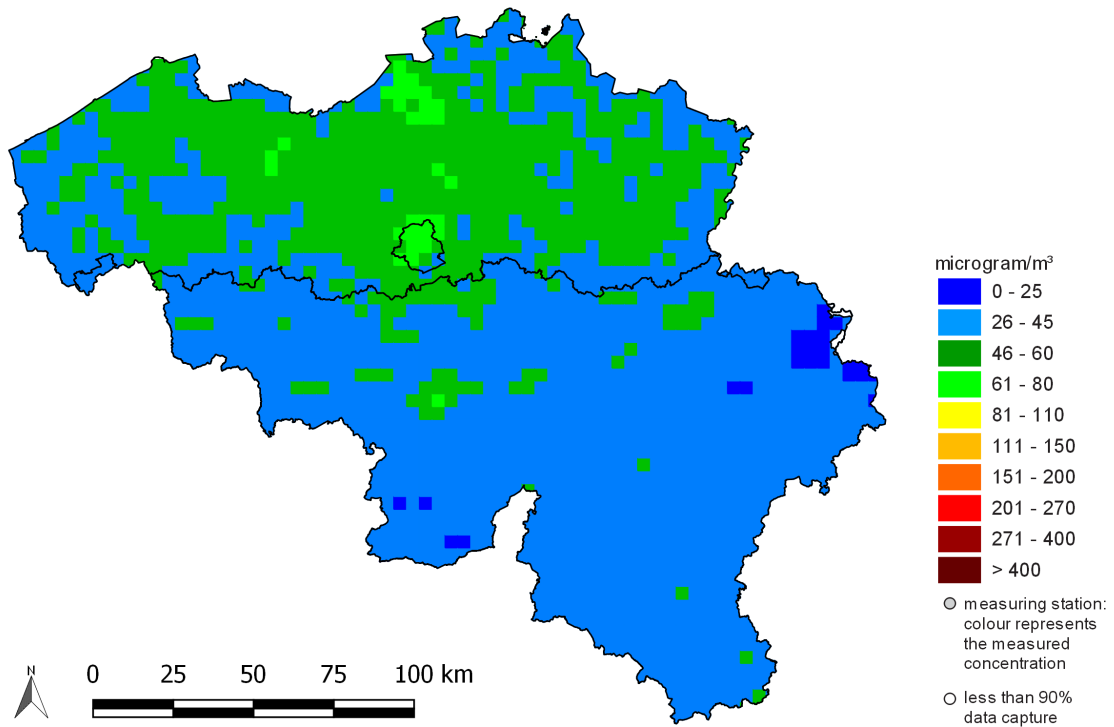 microgram/m³
0 - 25
26 - 45
46 - 60
61 - 80
81 - 110
111 - 150
151 - 200
201 - 270
271 - 400
> 400
measuring station:
colour represents
the measured
concentration
less than 90%
data capture
N
0 25 50 75 100 km